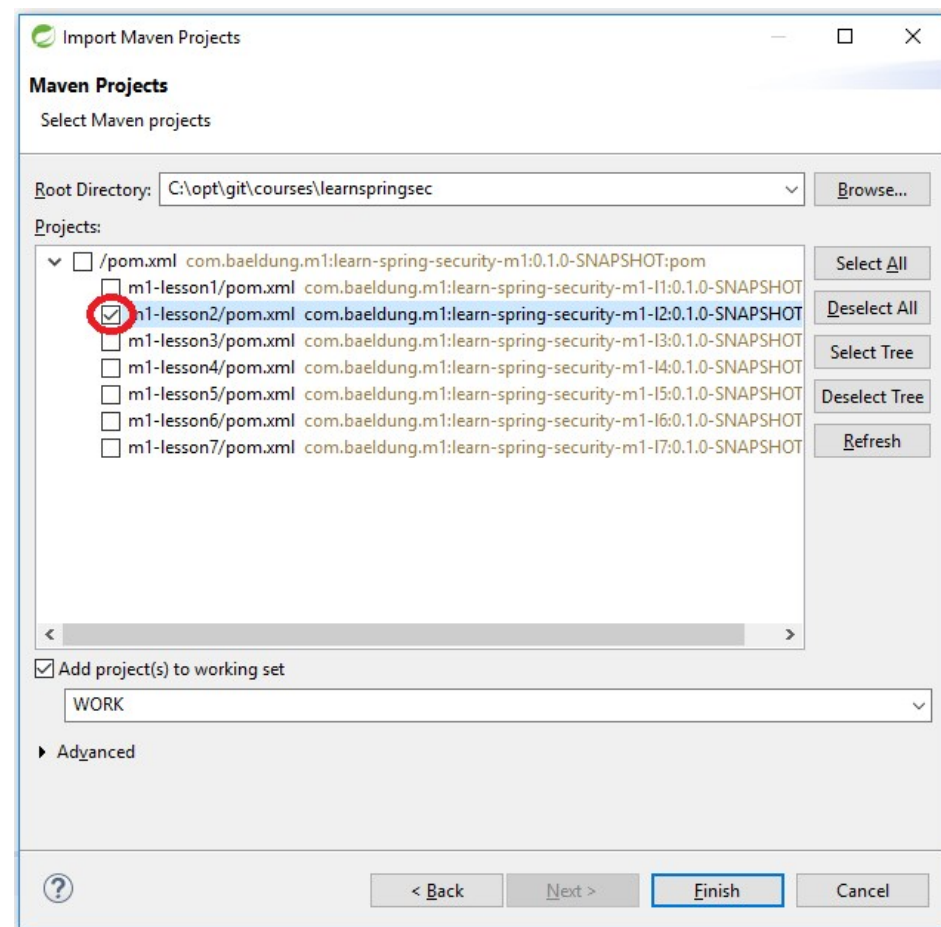 Import Maven Projects
Maven Projects
Select Maven projects
Root Directory: C:\opt\git\courses\learnspringsec Browse...
Projects:
/pom.xml com.baeldung.m1:learn-spring-security-m1:0.1.0-SNAPSHOT:pom
m1-lesson1/pom.xml com.baeldung.m1:learn-spring-security-m1-l1:0.1.0-SNAPSHOT
m1-lesson2/pom.xml com.baeldung.m1:learn-spring-security-m1-l2:0.1.0-SNAPSHOT
m1-lesson3/pom.xml com.baeldung.m1:learn-spring-security-m1-l3:0.1.0-SNAPSHOT
m1-lesson4/pom.xml com.baeldung.m1:learn-spring-security-m1-l4:0.1.0-SNAPSHOT
m1-lesson5/pom.xml com.baeldung.m1:learn-spring-security-m1-l5:0.1.0-SNAPSHOT
m1-lesson6/pom.xml com.baeldung.m1:learn-spring-security-m1-l6:0.1.0-SNAPSHOT
m1-lesson7/pom.xml com.baeldung.m1:learn-spring-security-m1-l7:0.1.0-SNAPSHOT
Select All
Deselect All
Select Tree
Deselect Tree
Refresh
Add project(s) to working set
WORK
Advanced
? < Back Next > Finish Cancel